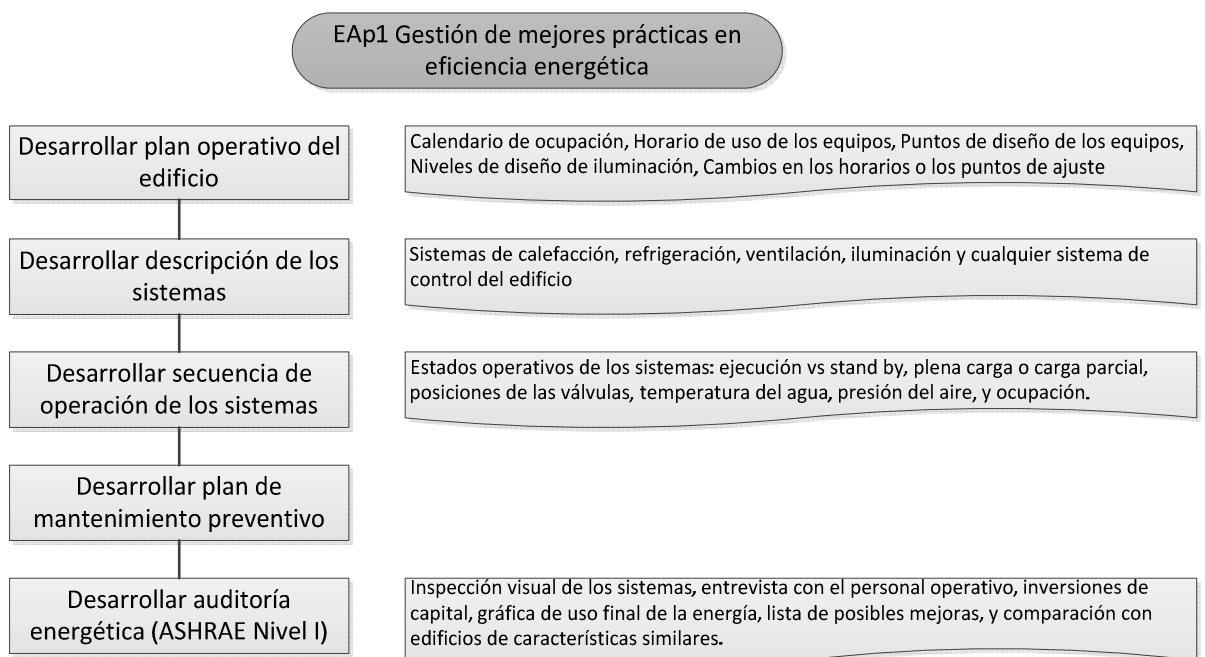 EAp1 Gestión de mejores prácticas en
eficiencia energética
Desarrollar plan operativo del
edificio
Calendario de ocupación, Horario de uso de los equipos, Puntos de diseño de los equipos,
Niveles de diseño de iluminación, Cambios en los horarios o los puntos de ajuste
Desarrollar descripción de los
sistemas
Sistemas de calefacción, refrigeración, ventilación, iluminación y cualquier sistema de
control del edificio
Desarrollar secuencia de
operación de los sistemas
Estados operativos de los sistemas: ejecución vs stand by, plena carga o carga parcial,
posiciones de las válvulas, temperatura del agua, presión del aire, y ocupación.
Desarrollar plan de
mantenimiento preventivo
Desarrollar auditoría
energética (ASHRAE Nivel I)
Inspección visual de los sistemas, entrevista con el personal operativo, inversiones de
capital, gráfica de uso final de la energía, lista de posibles mejoras, y comparación con
edificios de características similares.